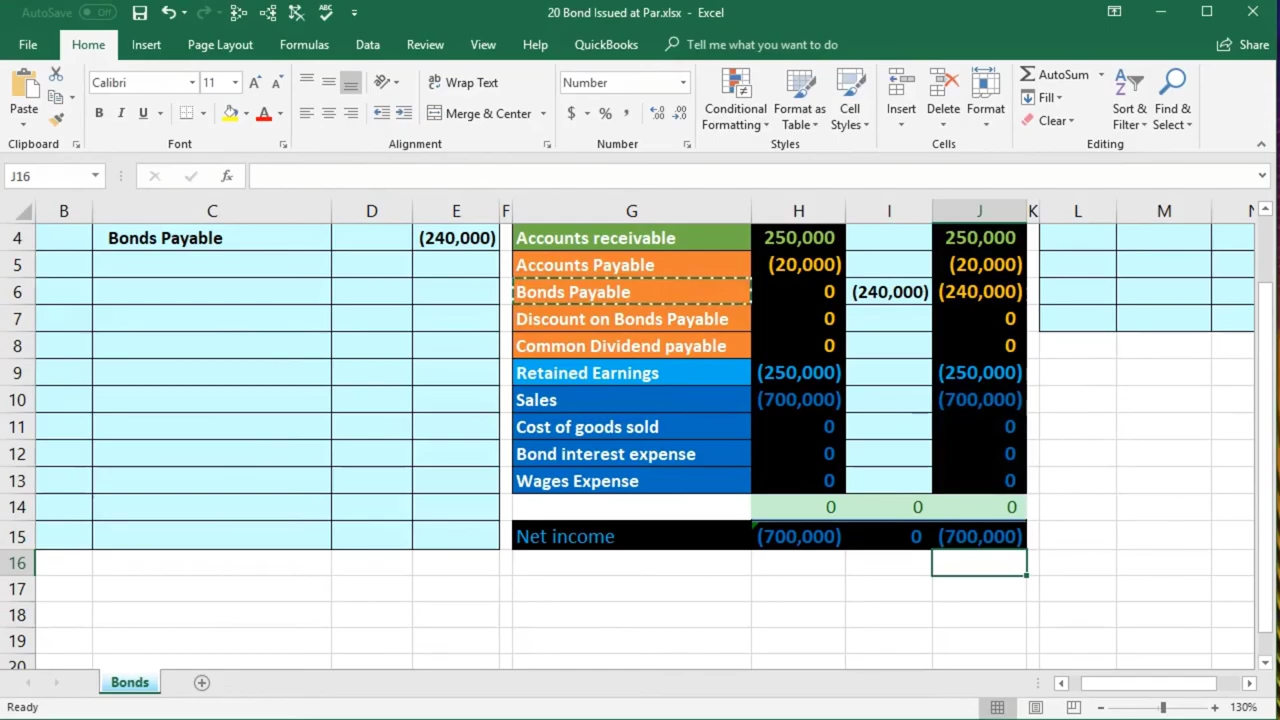 AutoSave Off 20 Bond Issued at Par.xlsx - Excel
File Home Insert Page Layout Formulas Data Review View Help QuickBooks Tell me what you want to do Share
Paste Calibri 11 Wrap Text Number Conditional Formatting Format as Table Cell Styles Insert Delete Format AutoSum Fill Clear Sort & Filter Find & Select
B I U A Merge & Center $ % ,
Clipboard Font Alignment Number Styles Cells Editing
J16 fx
B C D E F G H I J K L M N
4 Bonds Payable (240,000) Accounts receivable 250,000 250,000
5 Accounts Payable (20,000) (20,000)
6 Bonds Payable 0 (240,000) (240,000)
7 Discount on Bonds Payable 0 0
8 Common Dividend payable 0 0
9 Retained Earnings (250,000) (250,000)
10 Sales (700,000) (700,000)
11 Cost of goods sold 0 0
12 Bond interest expense 0 0
13 Wages Expense 0 0
14 0 0 0
15 Net income (700,000) 0 (700,000)
16
17
18
19
20
Bonds
Ready 130%